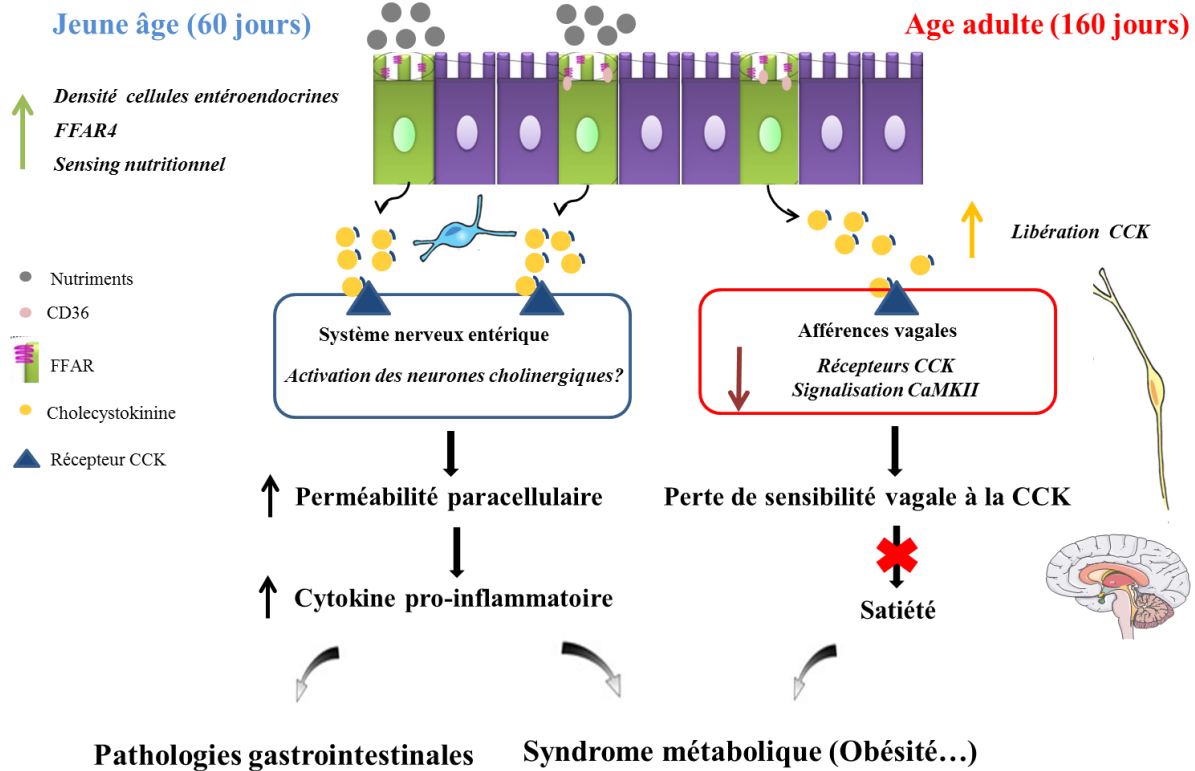 Jeune âge (60 jours)
Age adulte (160 jours)
Densité cellules entéroendocrines
FFAR4
Sensing nutritionnel
Libération CCK
Nutriments
CD36
FFAR
Cholecystokinine
Récepteur CCK
Système nerveux entérique
Activation des neurones cholinergiques?
Afférences vagales
Récepteurs CCK
Signalisation CaMKII
Perméabilité paracellulaire
Perte de sensibilité vagale à la CCK
Cytokine pro-inflammatoire
Satiété
Pathologies gastrointestinales
Syndrome métabolique (Obésité…)